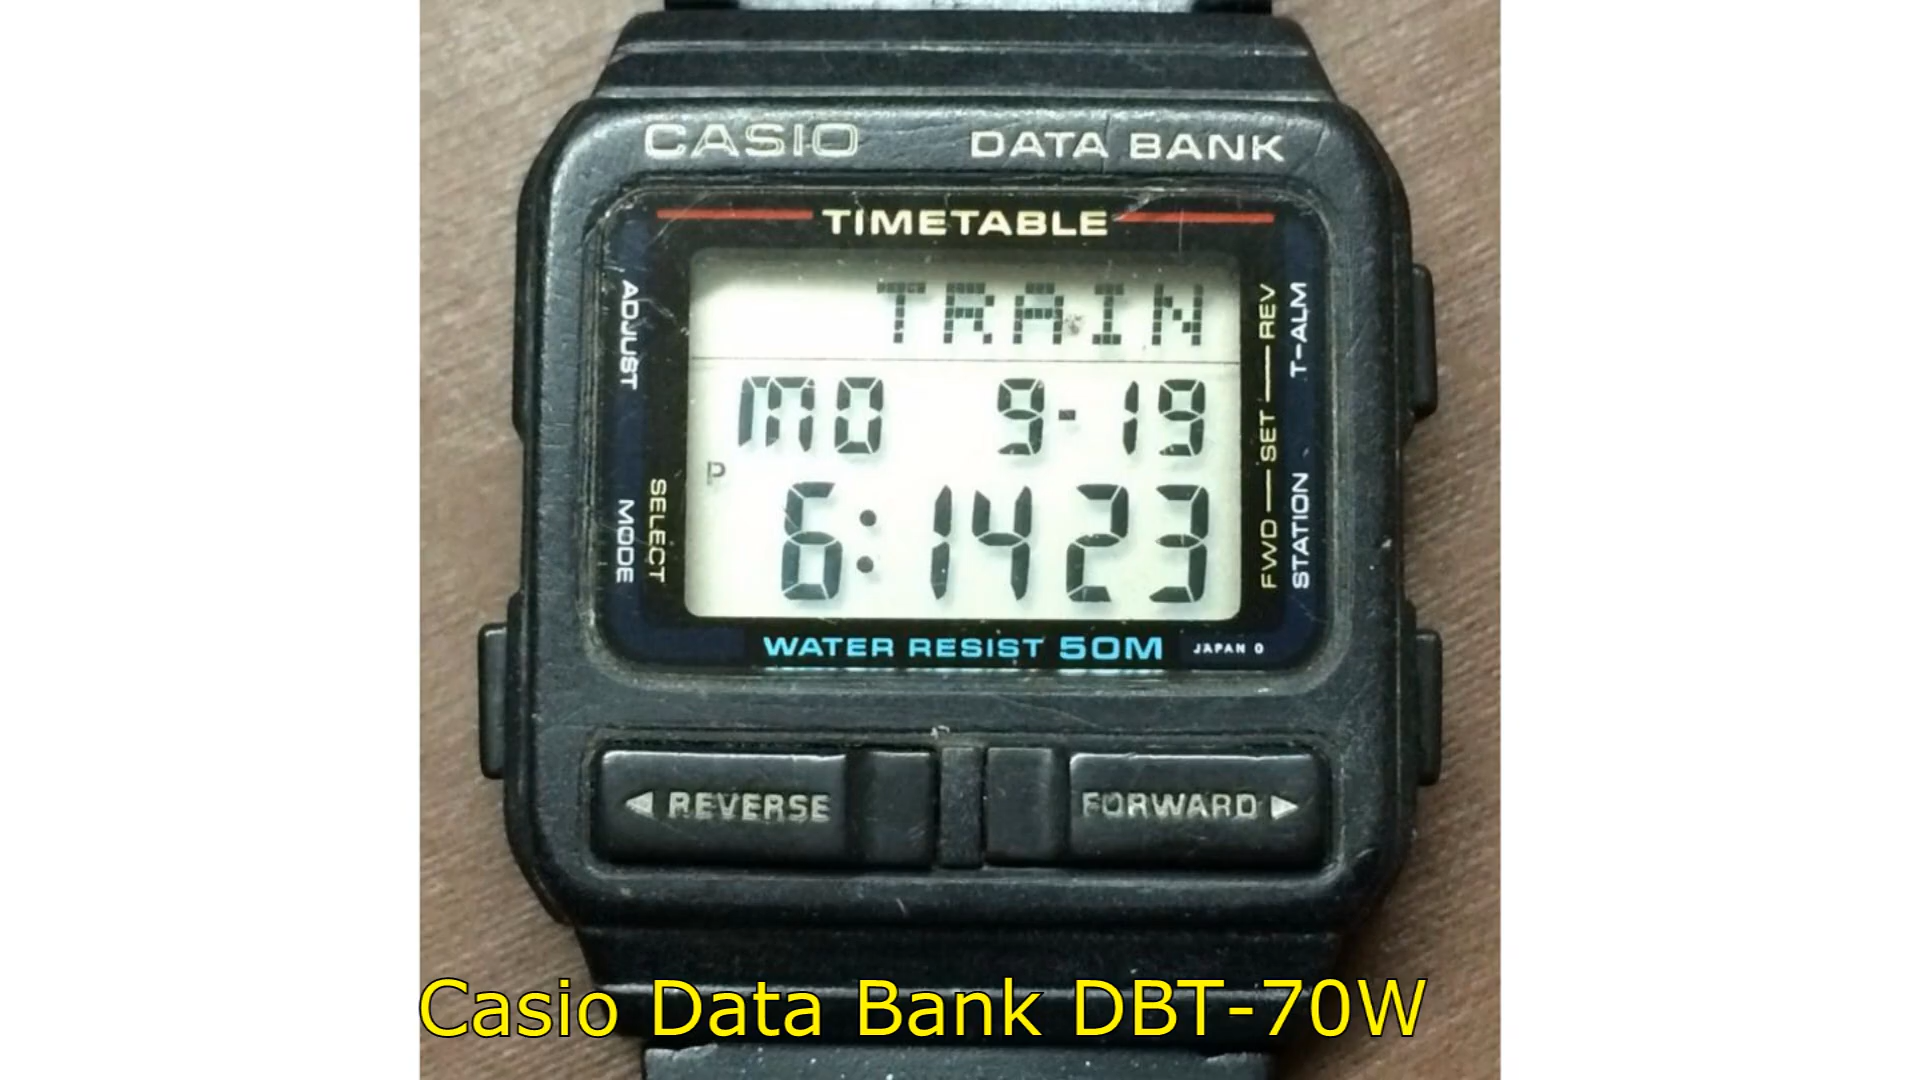 CASIO DATA BANK
TIMETABLE
ADJUST
MODE
SELECT
TRAIN
MO 9-19
P
6:14 23
FWD — SET — REV
T-ALM
STATION
WATER RESIST 50M JAPAN 0
◀ REVERSE FORWARD ▶
Casio Data Bank DBT-70W